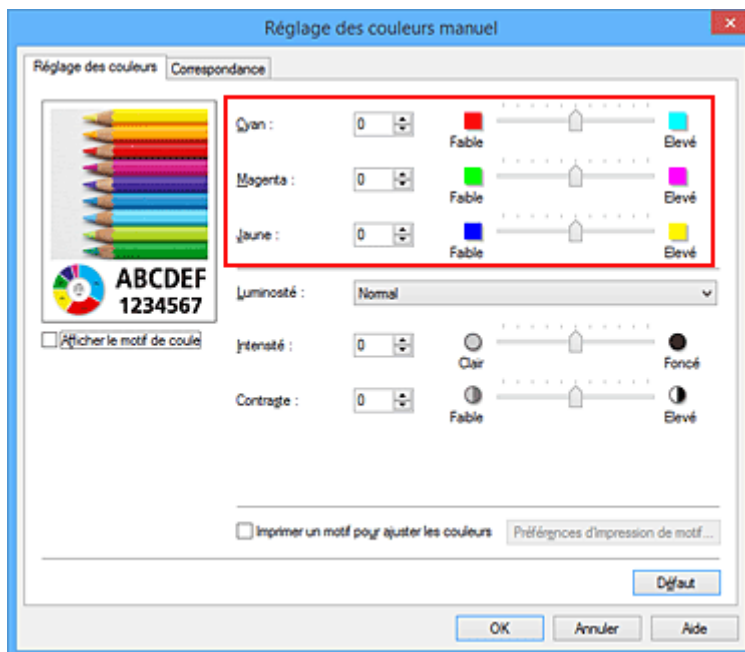 Réglage des couleurs manuel
Réglage des couleurs
Correspondance
Cyan :
0
Faible
Elevé
Magenta :
0
Faible
Elevé
Jaune :
0
Faible
Elevé
ABCDEF
1234567
Luminosité :
Normal
Afficher le motif de coule
Intensité :
0
Clair
Foncé
Contraste :
0
Faible
Elevé
Imprimer un motif pour ajuster les couleurs
Préférences d'impression de motif...
Défaut
OK
Annuler
Aide